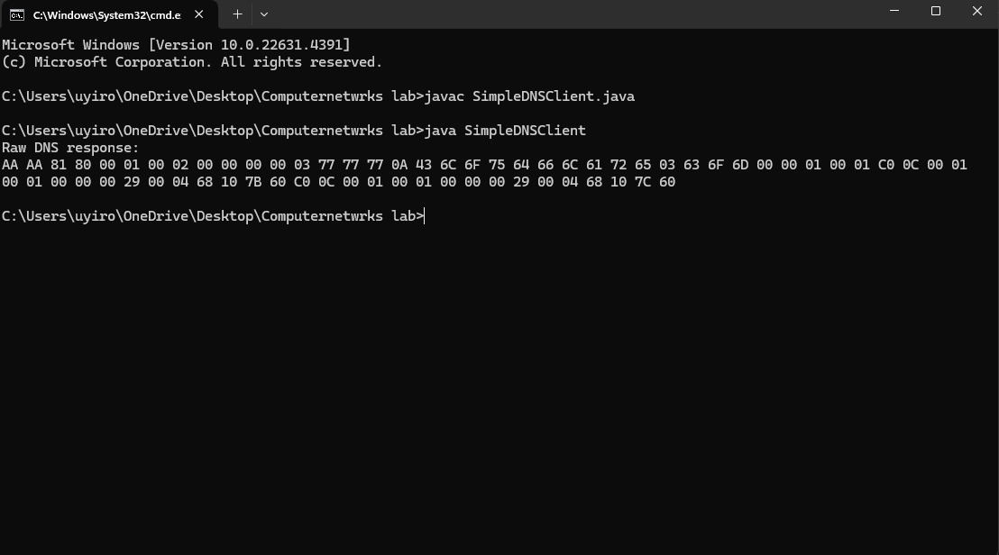 C:\Windows\System32\cmd.e
Microsoft Windows [Version 10.0.22631.4391]
(c) Microsoft Corporation. All rights reserved.
C:\Users\uyiro\OneDrive\Desktop\Computernetwrks lab>javac SimpleDNSClient.java
C:\Users\uyiro\OneDrive\Desktop\Computernetwrks lab>java SimpleDNSClient
Raw DNS response:
AA AA 81 80 00 01 00 02 00 00 00 00 03 77 77 77 0A 43 6C 6F 75 64 66 6C 61 72 65 03 63 6F 6D 00 00 01 00 01 C0 0C 00 01
00 01 00 00 00 29 00 04 68 10 7B 60 C0 0C 00 01 00 01 00 00 00 29 00 04 68 10 7C 60
C:\Users\uyiro\OneDrive\Desktop\Computernetwrks lab>